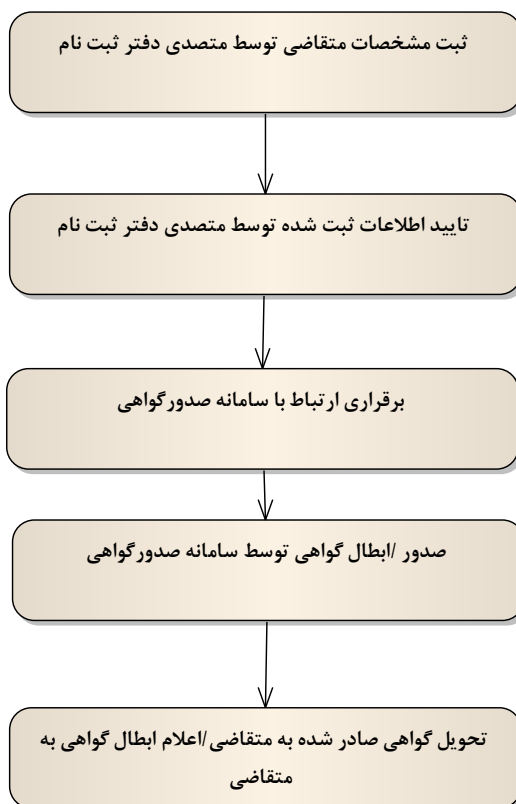 ثبت مشخصات متقاضی توسط متصدی دفتر ثبت نام
تایید اطلاعات ثبت شده توسط متصدی دفتر ثبت نام
برقراری ارتباط با سامانه صدورگواهی
صدور /ابطال گواهی توسط سامانه صدورگواهی
تحویل گواهی صادر شده به متقاضی/اعلام ابطال گواهی به
متقاضی